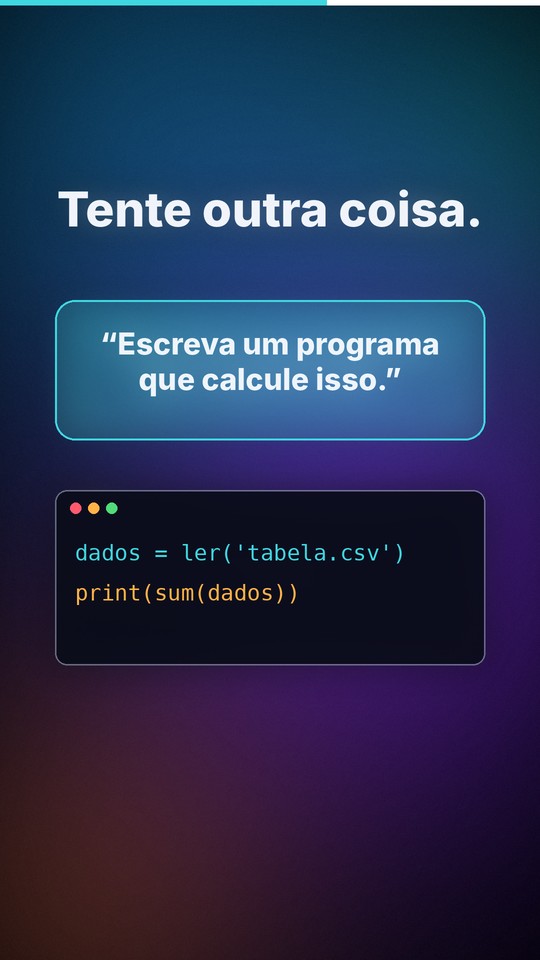 Tente outra coisa.
“Escreva um programa
que calcule isso.”
dados = ler('tabela.csv')
print(sum(dados))